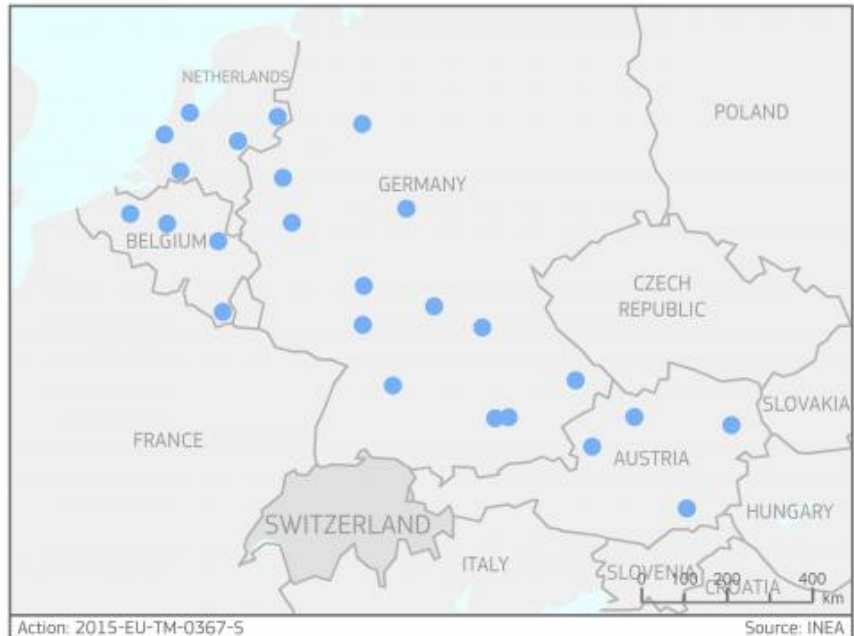 NETHERLANDS
POLAND
GERMANY
BELGIUM
CZECH
REPUBLIC
SLOVAKIA
FRANCE
AUSTRIA
HUNGARY
SWITZERLAND
ITALY
SLOVENIA
CROATIA
0 100 200 400
km
Action: 2015-EU-TM-0367-S
Source: INEA